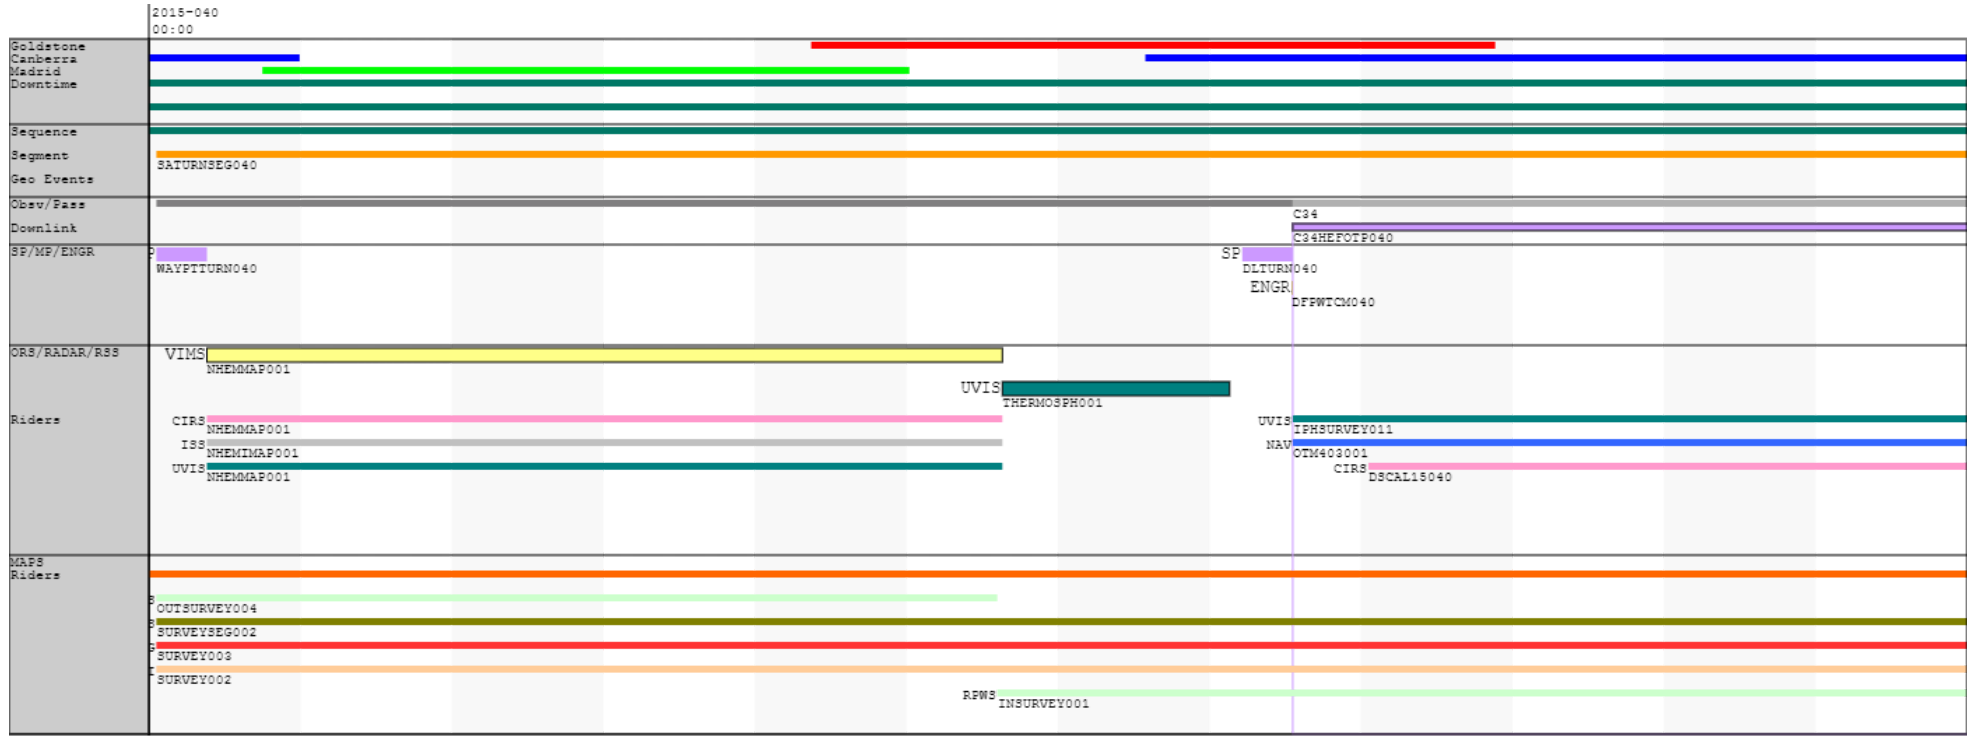 2015-040
00:00
Goldstone
Canberra
Madrid
Downtime
Sequence
Segment
SATURNSEG040
Geo Events
Obsv/Pass
C34
Downlink
C34HEFOTP040
SP/MP/ENGR
P
SP
WAYPTTURN040
DLTURN040
ENGR
DFPWTCM040
ORS/RADAR/RSS
VIMS
NHEMMAP001
UVIS
THERMOSPH001
Riders
CIRS
UVIS
NHEMMAP001
IPHSURVEY011
ISS
NAV
NHEMIMAP001
OTM403001
UVIS
CIRS
NHEMMAP001
DSCAL15040
MAPS
Riders
S
OUTSURVEY004
S
SURVEYSEG002
G
SURVEY003
I
SURVEY002
RPWS
INSURVEY001